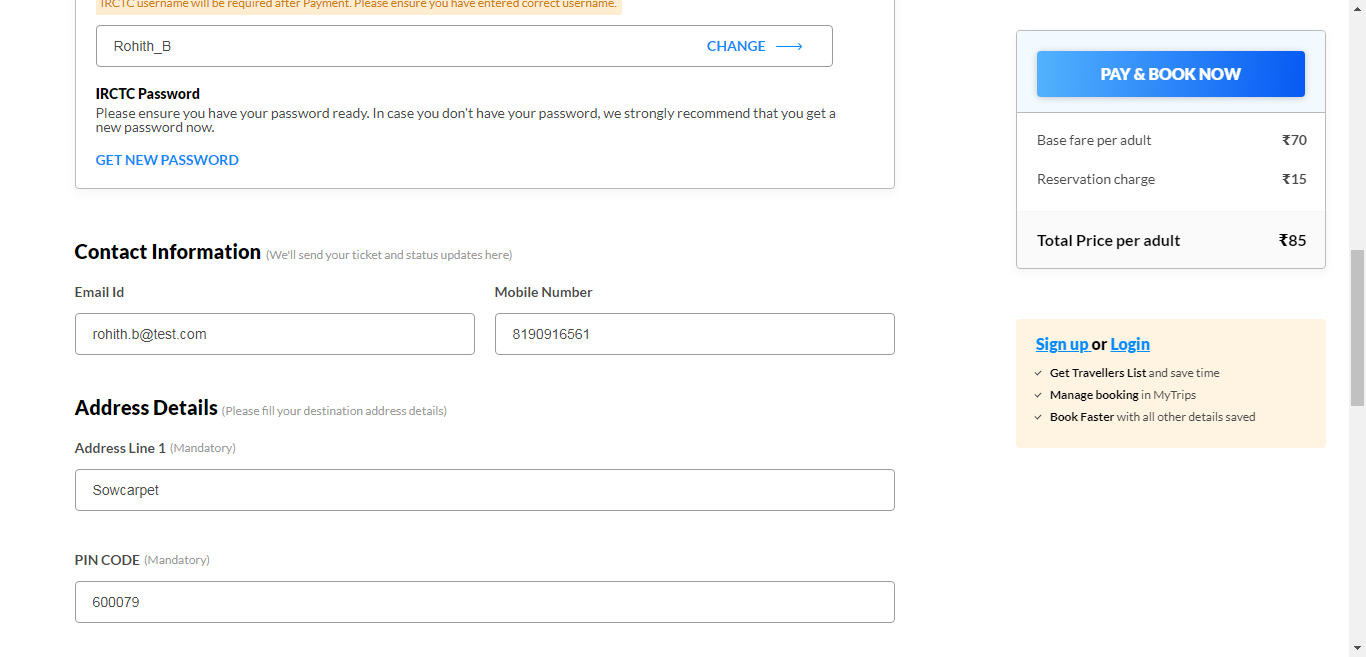 IRCTC username will be required after Payment. Please ensure you have entered correct username.
Rohith_B
CHANGE
IRCTC Password
Please ensure you have your password ready. In case you don't have your password, we strongly recommend that you get a
new password now.
GET NEW PASSWORD
Contact Information (We'll send your ticket and status updates here)
Email Id
Mobile Number
rohith.b@test.com
8190916561
Address Details (Please fill your destination address details)
Address Line 1 (Mandatory)
Sowcarpet
PIN CODE (Mandatory)
600079
PAY & BOOK NOW
Base fare per adult ₹70
Reservation charge ₹15
Total Price per adult ₹85
Sign up or Login
Get Travellers List and save time
Manage booking in MyTrips
Book Faster with all other details saved